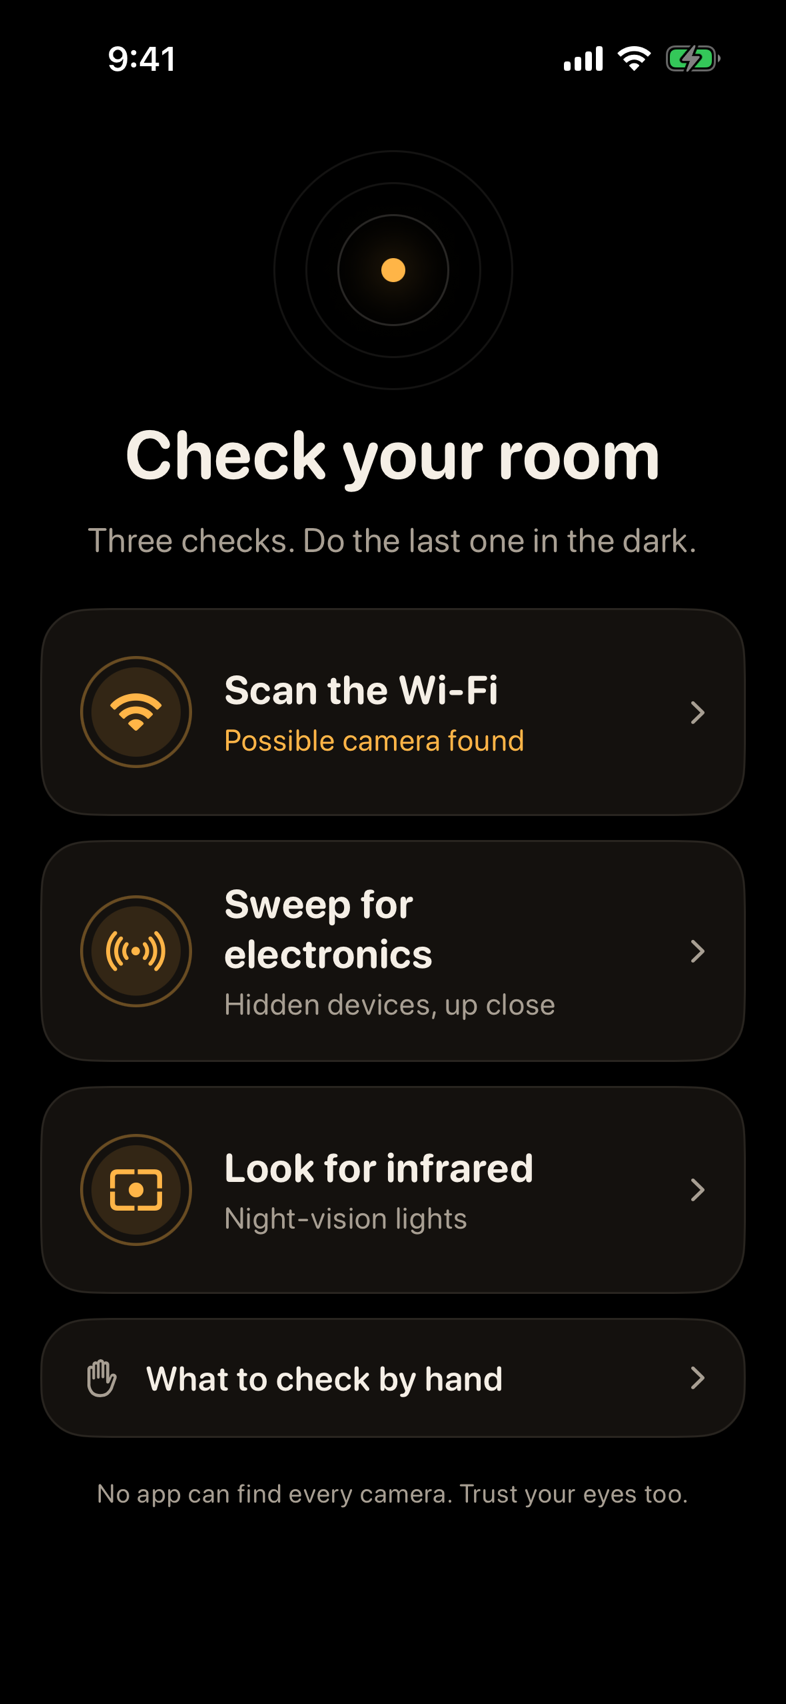 9:41
Check your room
Three checks. Do the last one in the dark.
Scan the Wi-Fi
Possible camera found
Sweep for
electronics
Hidden devices, up close
Look for infrared
Night-vision lights
What to check by hand
No app can find every camera. Trust your eyes too.